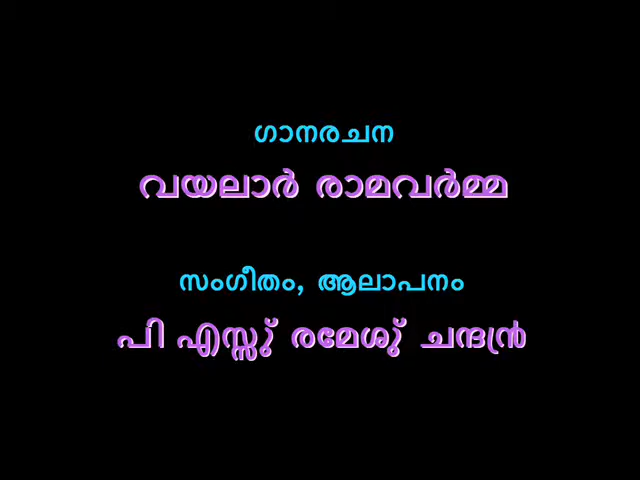 ഗാനരചന
വയലാർ രാമവർമ്മ
സംഗീതം, ആലാപനം
പി എസ്സു് രമേശു് ചന്ദ്രൻ